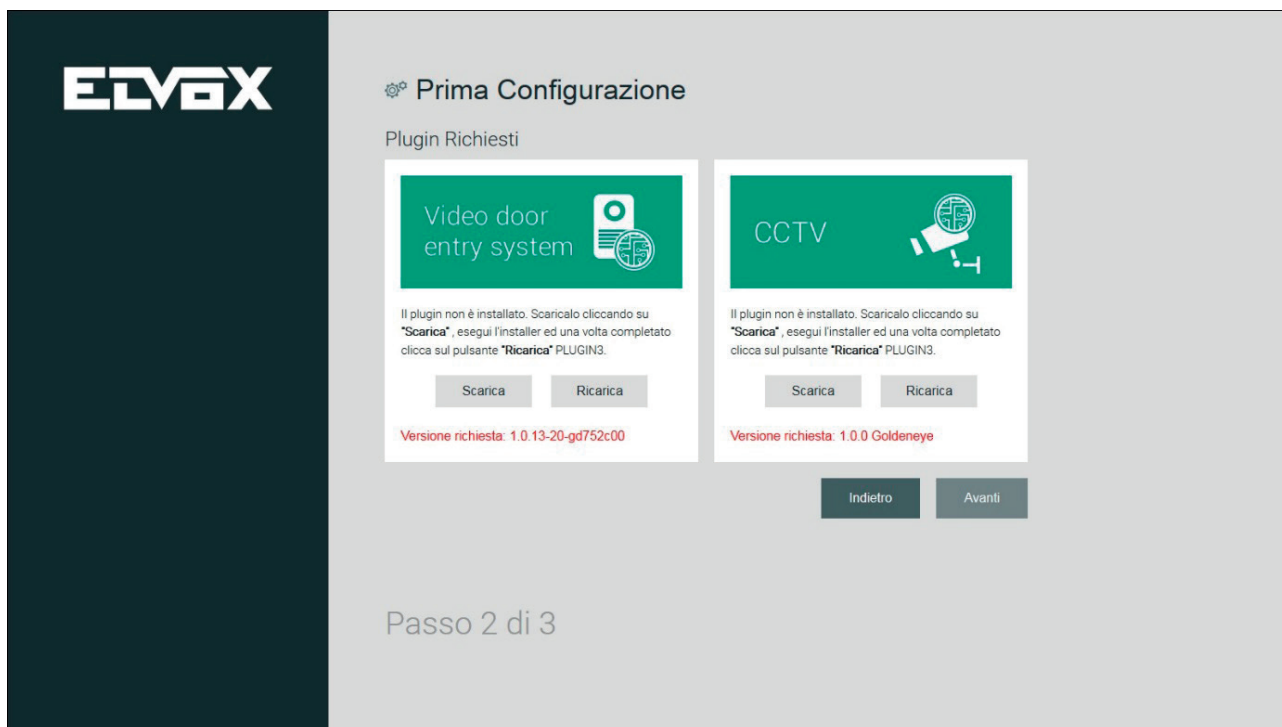 ELVOX
Prima Configurazione
Plugin Richiesti
Video door
entry system
Il plugin non è installato. Scaricalo cliccando su
"Scarica" , esegui l'installer ed una volta completato
clicca sul pulsante "Ricarica" PLUGIN3.
Scarica Ricarica
Versione richiesta: 1.0.13-20-gd752c00
CCTV
Il plugin non è installato. Scaricalo cliccando su
"Scarica" , esegui l'installer ed una volta completato
clicca sul pulsante "Ricarica" PLUGIN3.
Scarica Ricarica
Versione richiesta: 1.0.0 Goldeneye
Indietro Avanti
Passo 2 di 3